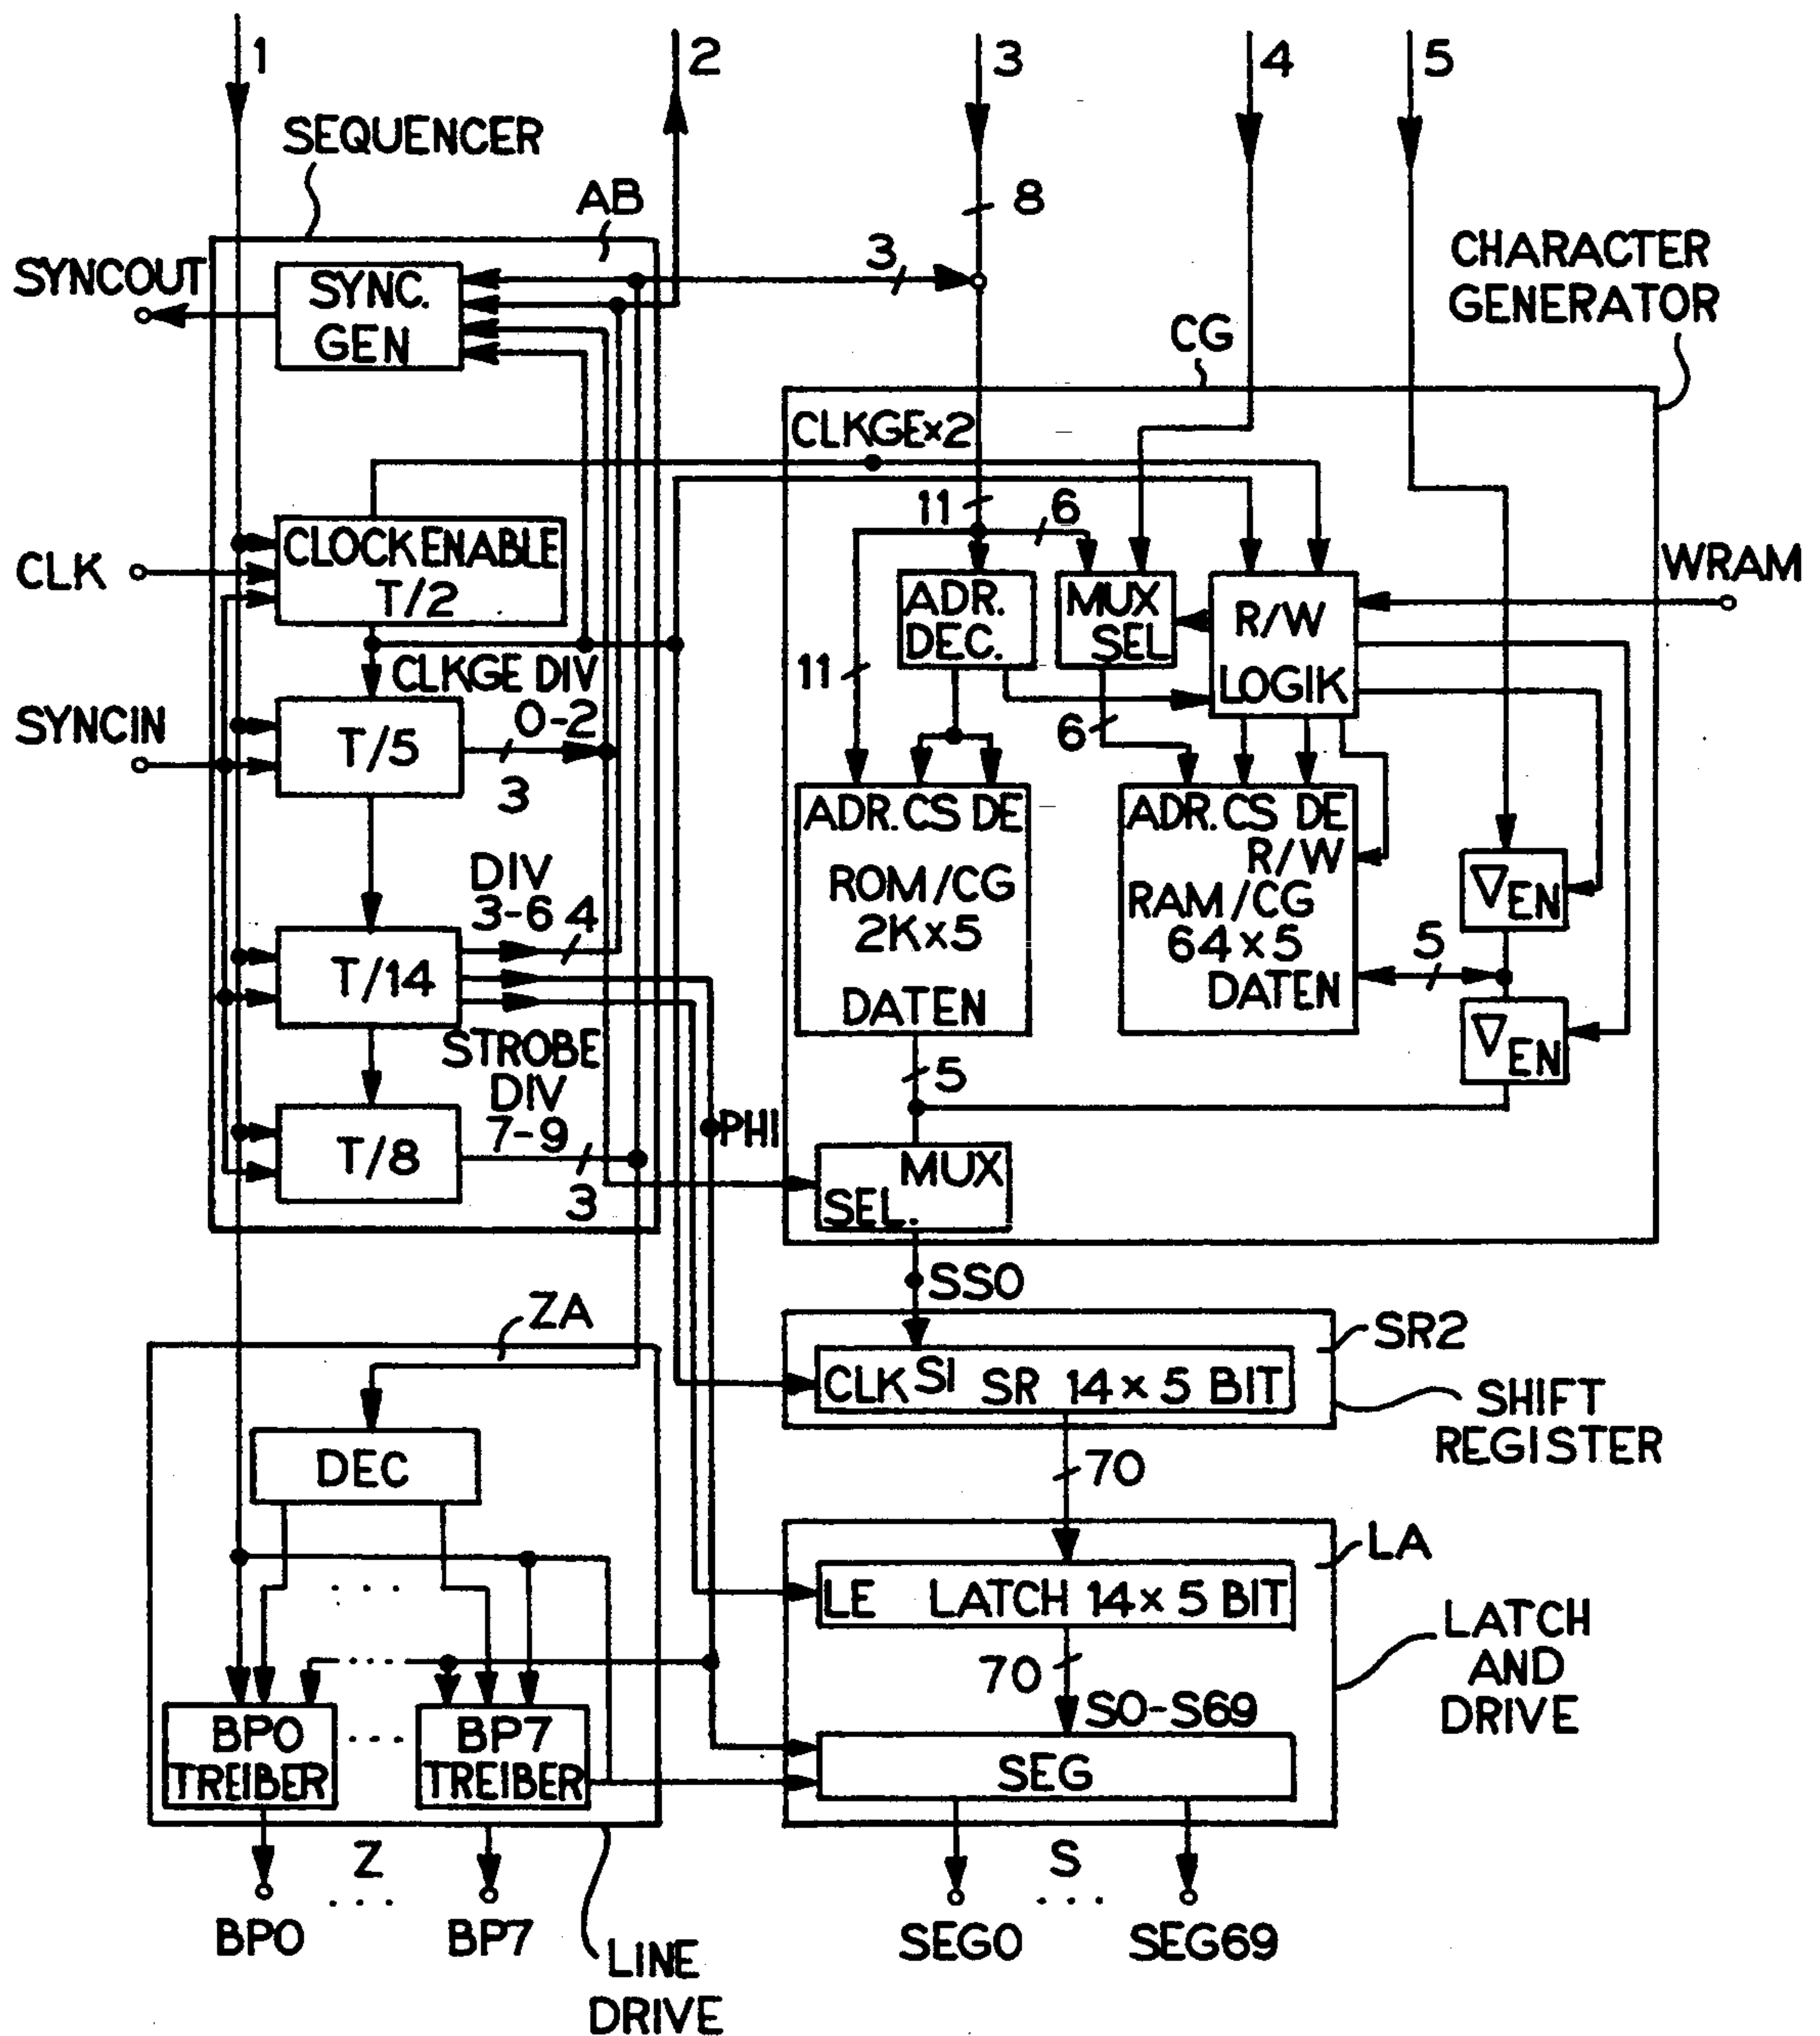 1
2
3
4
5
SEQUENCER
AB
8
3
SYNCOUT
SYNC.
GEN
CHARACTER
GENERATOR
CG
CLKGEx2
11
6
CLK
CLOCK ENABLE
T/2
WRAM
ADR.
DEC.
MUX
SEL
R/W
LOGIK
11
6
CLKGE DIV
0-2
SYNCIN
T/5
3
ADR. CS DE
ROM/CG
2Kx5
DATEN
ADR. CS DE
R/W
RAM/CG
64x5
DATEN
▽EN
5
▽EN
DIV
3-6 4
T/14
STROBE
DIV
7-9
T/8
3
5
PHI
MUX
SEL.
SSO
ZA
SR2
CLK SI SR 14x5 BIT
SHIFT
REGISTER
DEC
70
LA
LE LATCH 14x5 BIT
LATCH
AND
DRIVE
70
S0-S69
BP0
TREIBER
BP7
TREIBER
SEG
Z
S
BP0
BP7
SEG0
SEG69
LINE
DRIVE